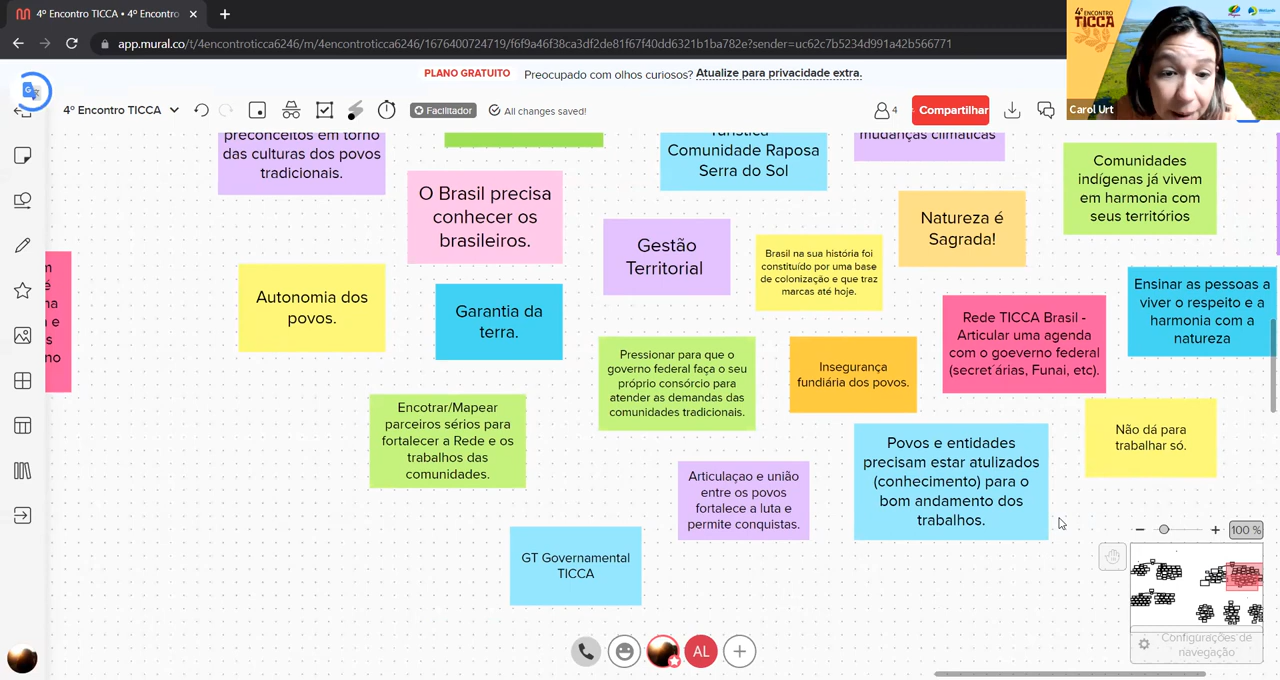 4º Encontro TICCA • 4º Encontro
app.mural.co/t/4encontroticca6246/m/4encontroticca6246/1676400724719/f6f9a46f38ca3df2de81f67f40dd6321b1ba782e?sender=uc62c7b5234d991a42b566771
4º ENCONTRO
TICCA
Carol Urt
PLANO GRATUITO
Preocupado com olhos curiosos? Atualize para privacidade extra.
4º Encontro TICCA
Facilitador
All changes saved!
4
Compartilhar
preconceitos em torno
das culturas dos povos
tradicionais.
O Brasil precisa
conhecer os
brasileiros.
Turística
Comunidade Raposa
Serra do Sol
mudanças climáticas
Comunidades
indígenas já vivem
em harmonia com
seus territórios
Gestão
Territorial
Brasil na sua história foi
constituído por uma base
de colonização e que traz
marcas até hoje.
Natureza é
Sagrada!
Autonomia dos
povos.
Garantia da
terra.
Ensinar as pessoas a
viver o respeito e a
harmonia com a
natureza
Rede TICCA Brasil -
Articular uma agenda
com o goeverno federal
(secret´árias, Funai, etc).
Pressionar para que o
governo federal faça o seu
próprio consórcio para
atender as demandas das
comunidades tradicionais.
Insegurança
fundiária dos povos.
Encotrar/Mapear
parceiros sérios para
fortalecer a Rede e os
trabalhos das
comunidades.
Não dá para
trabalhar só.
Povos e entidades
precisam estar atulizados
(conhecimento) para o
bom andamento dos
trabalhos.
Articulaçao e união
entre os povos
fortalece a luta e
permite conquistas.
GT Governamental
TICCA
100 %
Configurações de
navegação
AL